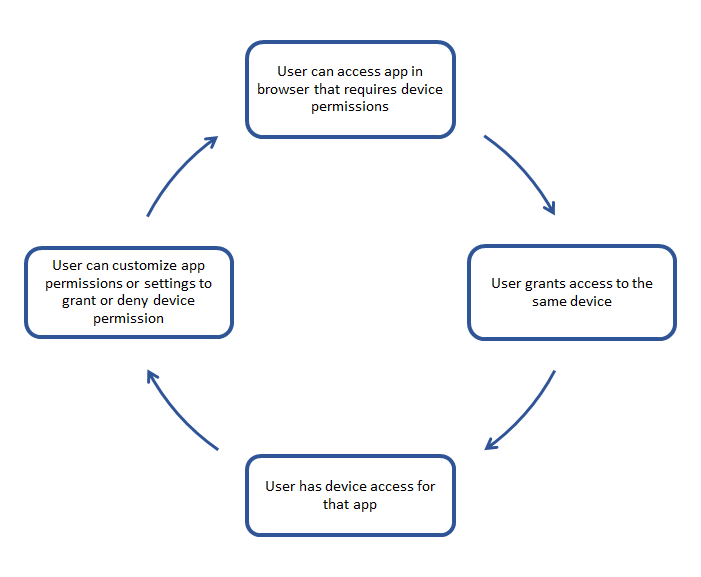 User can access app in
browser that requires device
permissions
User grants access to the
same device
User has device access for
that app
User can customize app
permissions or settings to
grant or deny device
permission